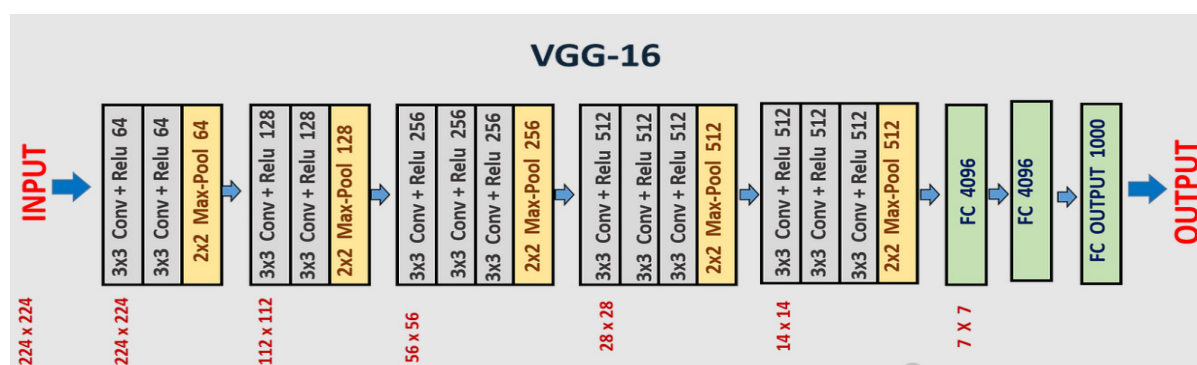 VGG-16
INPUT
3x3 Conv + Relu 64
3x3 Conv + Relu 64
2x2 Max-Pool 64
3x3 Conv + Relu 128
3x3 Conv + Relu 128
2x2 Max-Pool 128
3x3 Conv + Relu 256
3x3 Conv + Relu 256
3x3 Conv + Relu 256
2x2 Max-Pool 256
3x3 Conv + Relu 512
3x3 Conv + Relu 512
3x3 Conv + Relu 512
2x2 Max-Pool 512
3x3 Conv + Relu 512
3x3 Conv + Relu 512
3x3 Conv + Relu 512
2x2 Max-Pool 512
FC 4096
FC 4096
FC OUTPUT 1000
OUTPUT
224 x 224
224 x 224
112 x 112
56 x 56
28 x 28
14 x 14
7 X 7